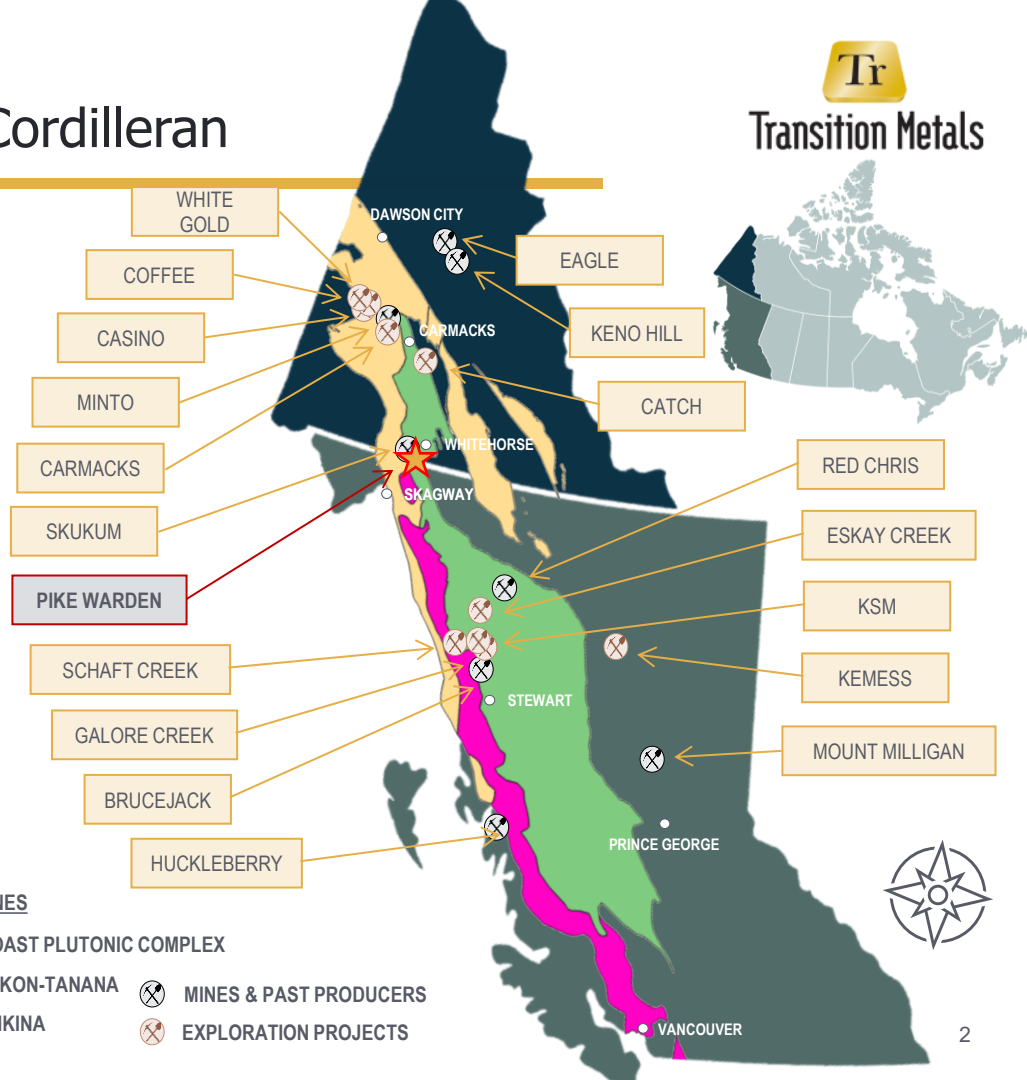 Cordilleran
Tr
Transition Metals
WHITE
GOLD
DAWSON CITY
EAGLE
COFFEE
KENO HILL
CASINO
CARMACKS
MINTO
CATCH
CARMACKS
WHITEHORSE
RED CHRIS
SKUKUM
SKAGWAY
ESKAY CREEK
PIKE WARDEN
KSM
SCHAFT CREEK
KEMESS
STEWART
GALORE CREEK
MOUNT MILLIGAN
BRUCEJACK
PRINCE GEORGE
HUCKLEBERRY
NES
OAST PLUTONIC COMPLEX
KON-TANANA
MINES & PAST PRODUCERS
IKINA
EXPLORATION PROJECTS
VANCOUVER
2